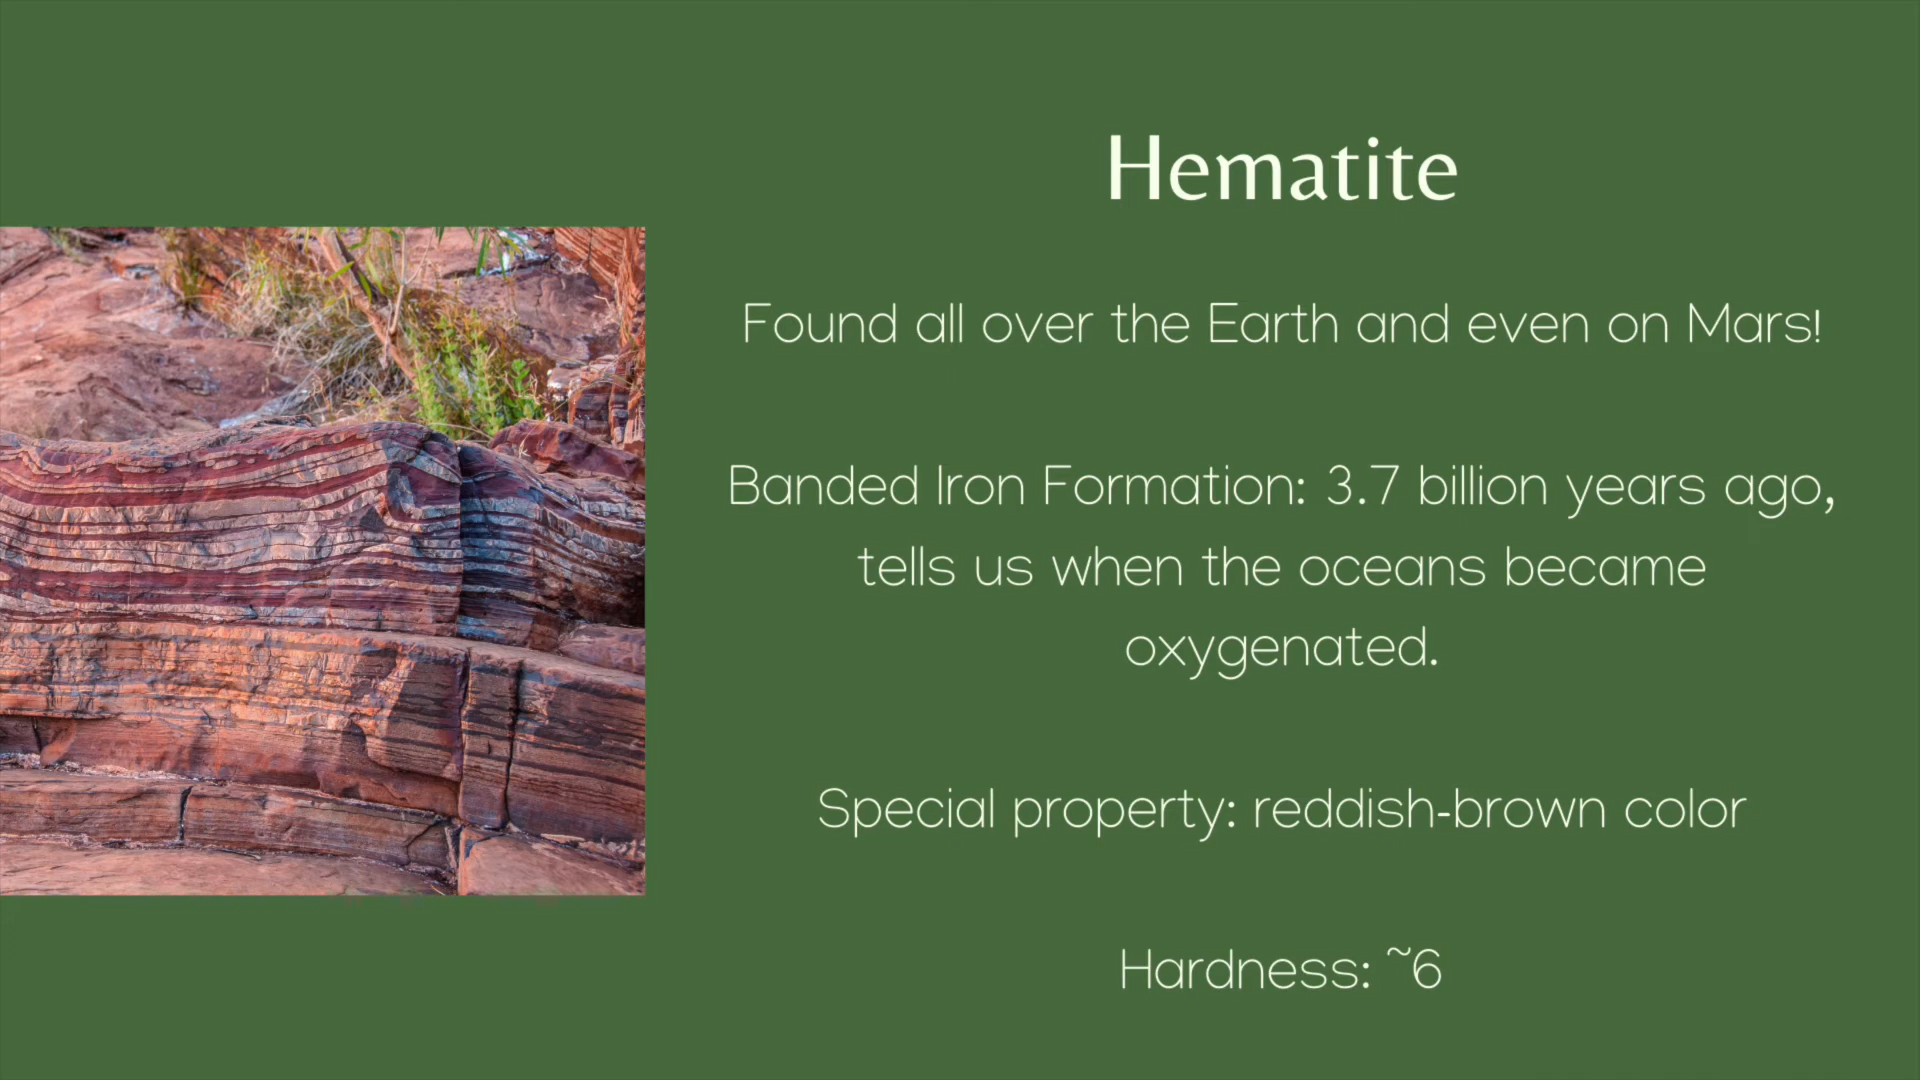 Hematite
Found all over the Earth and even on Mars!
Banded Iron Formation: 3.7 billion years ago,
tells us when the oceans became
oxygenated.
Special property: reddish-brown color
Hardness: ~6